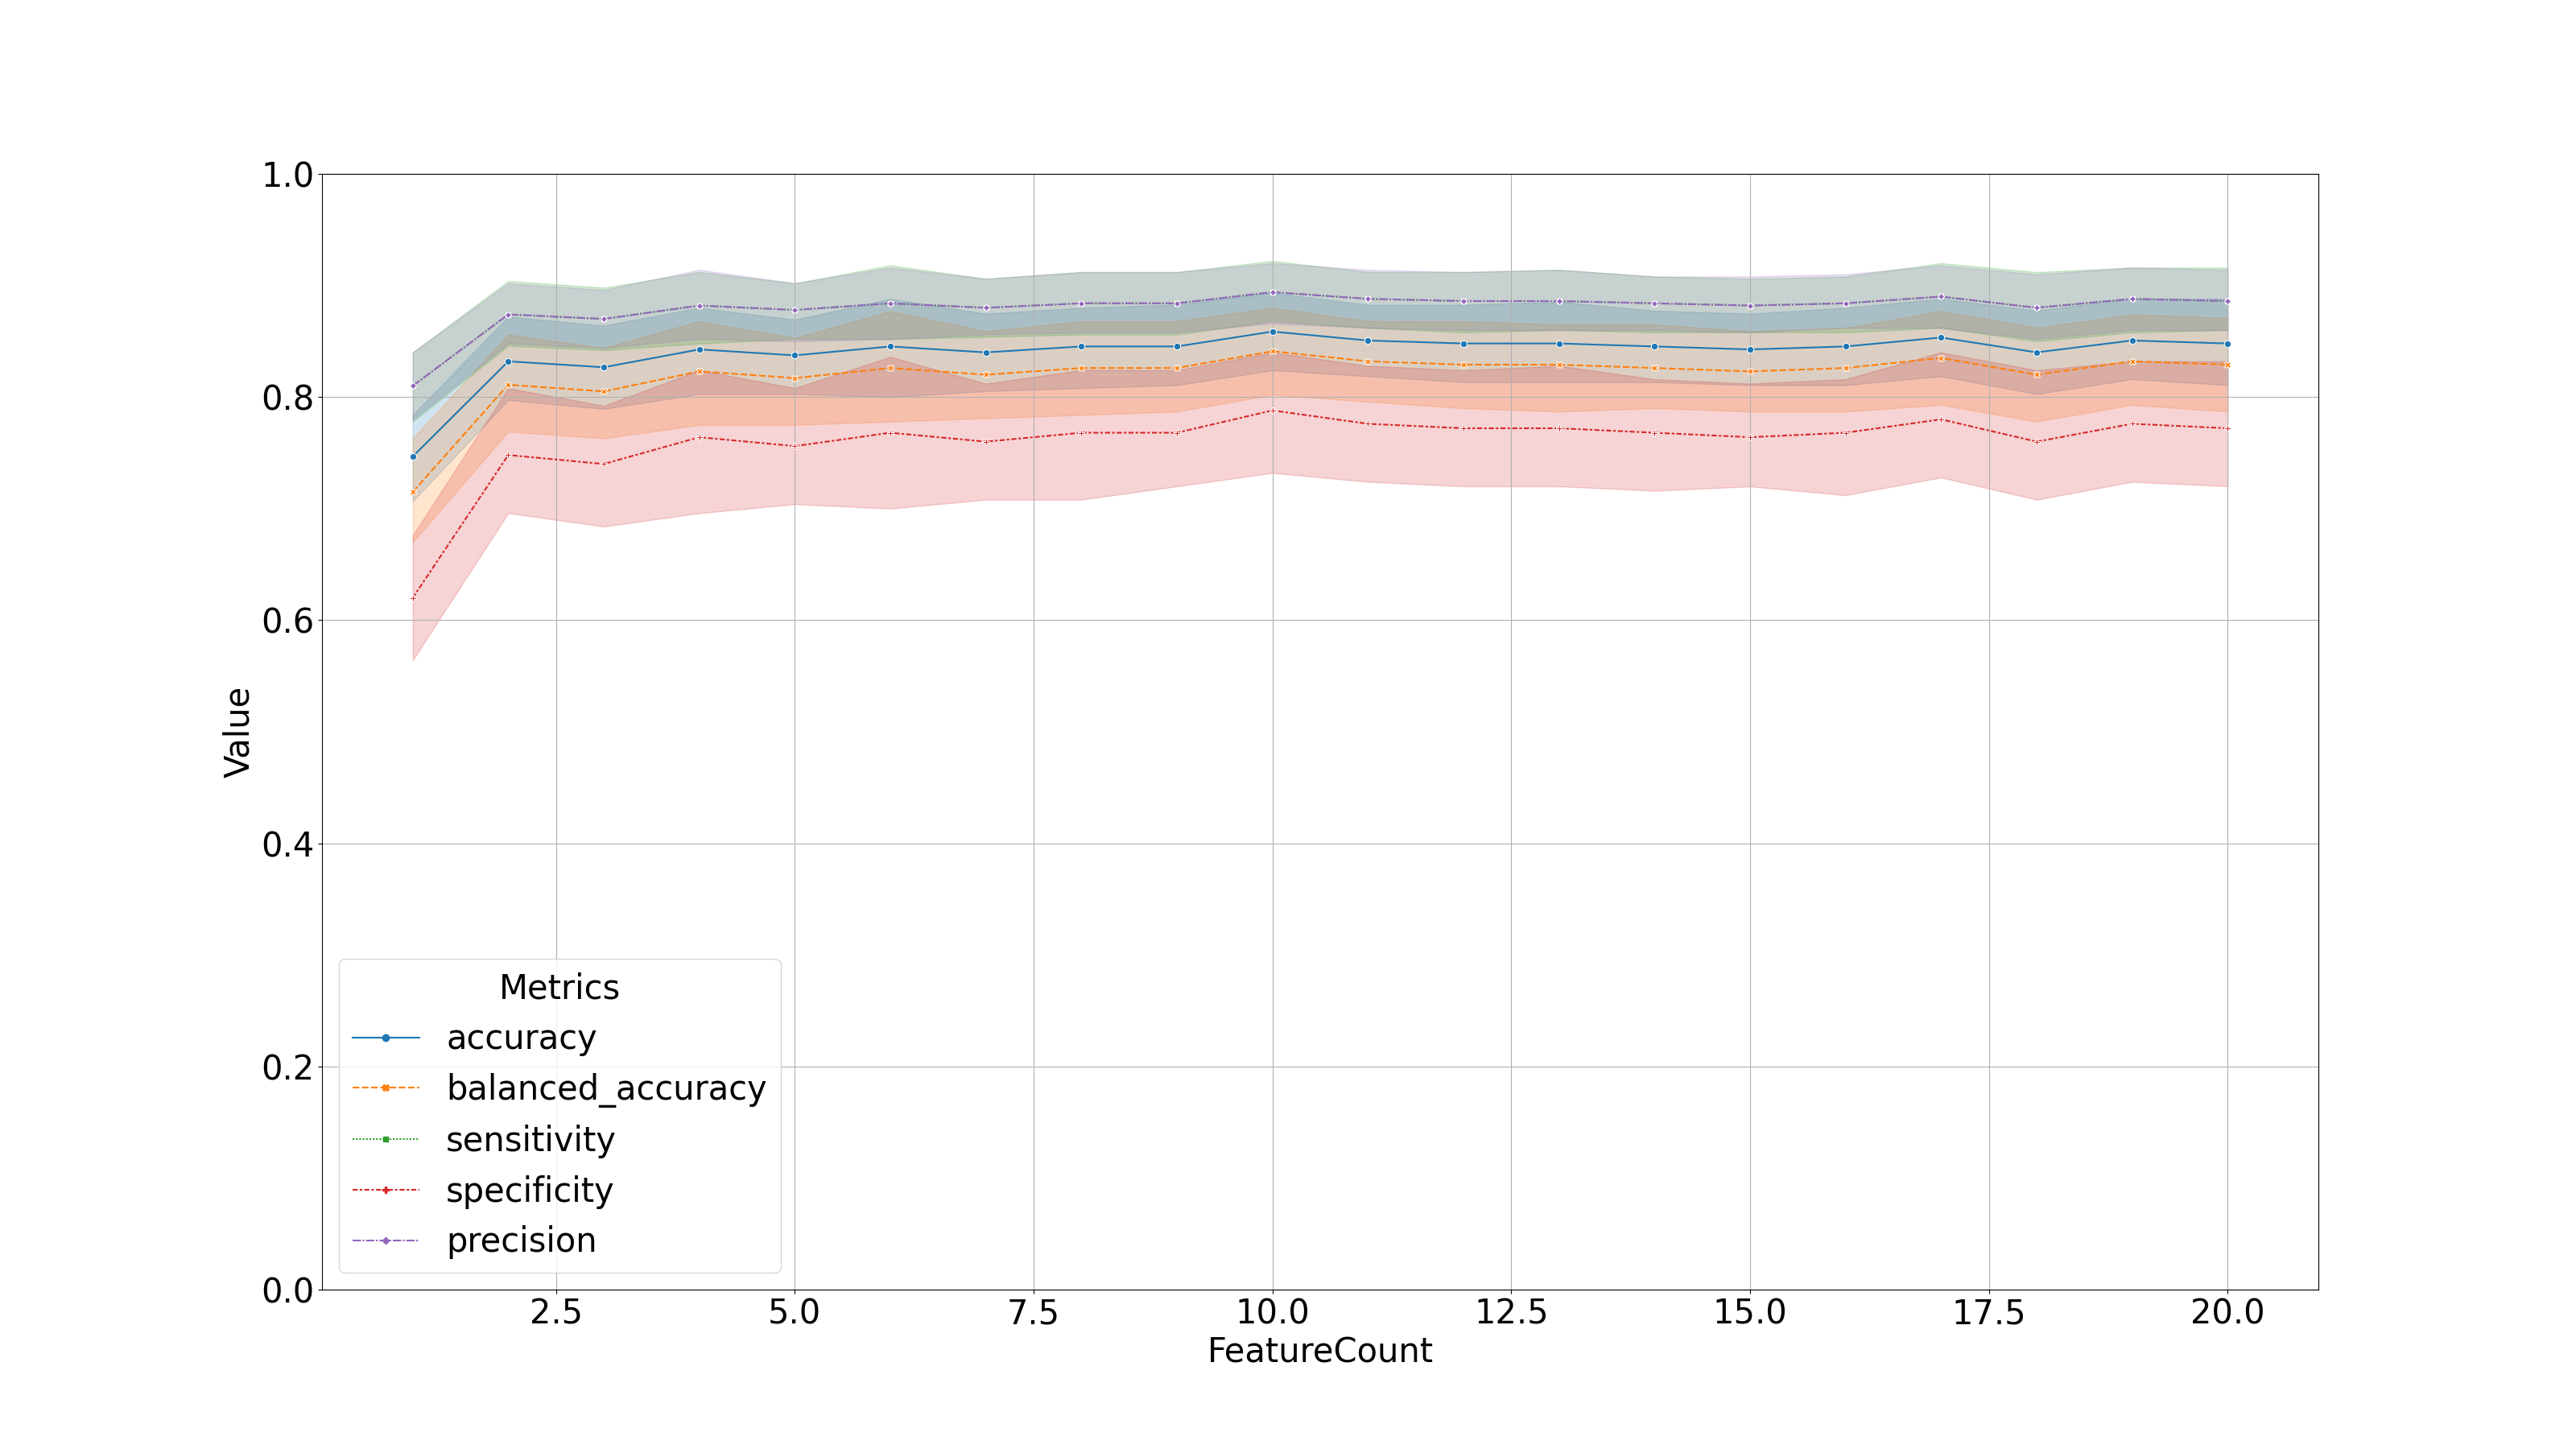 1.0
0.8
0.6
0.4
0.2
0.0
Value
Metrics
accuracy
balanced_accuracy
sensitivity
specificity
precision
2.5 5.0 7.5 10.0 12.5 15.0 17.5 20.0
FeatureCount